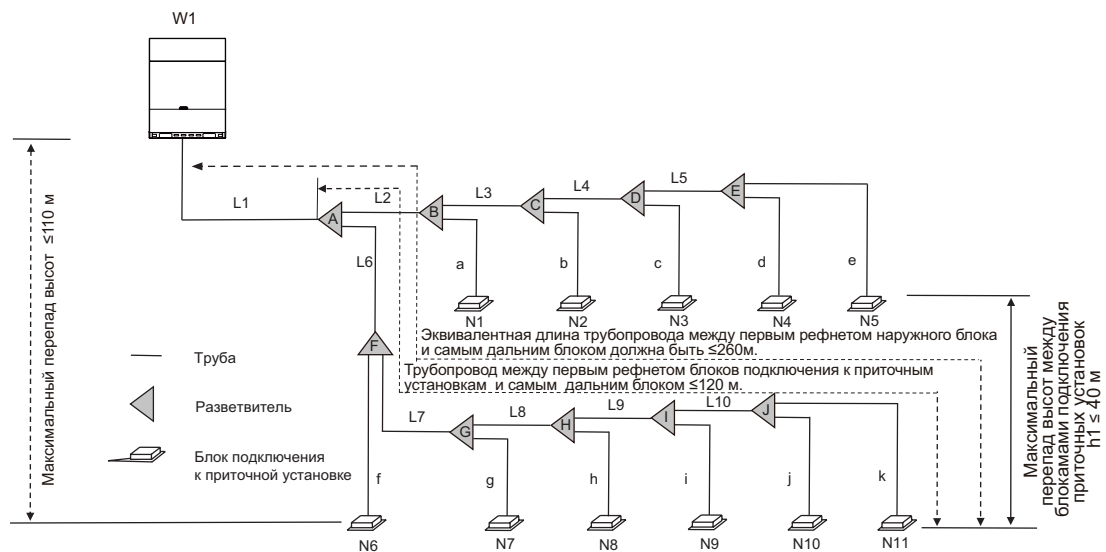 W1
Максимальный перепад высот ≤110 м
L1
L2
L3
L4
L5
A
B
C
D
E
L6
a
b
c
d
e
N1
N2
N3
N4
N5
Эквивалентная длина трубопровода между первым рефнетом наружного блока
и самым дальним блоком должна быть ≤260м.
Трубопровод между первым рефнетом блоков подключения к приточным
установкам и самым дальним блоком ≤120 м.
F
L7
L8
L9
L10
G
H
I
J
f
g
h
i
j
k
N6
N7
N8
N9
N10
N11
Труба
Разветвитель
Блок подключения
к приточной установке
Максимальный
перепад высот между
блокамами подключения
приточных установок
h1 ≤ 40 м